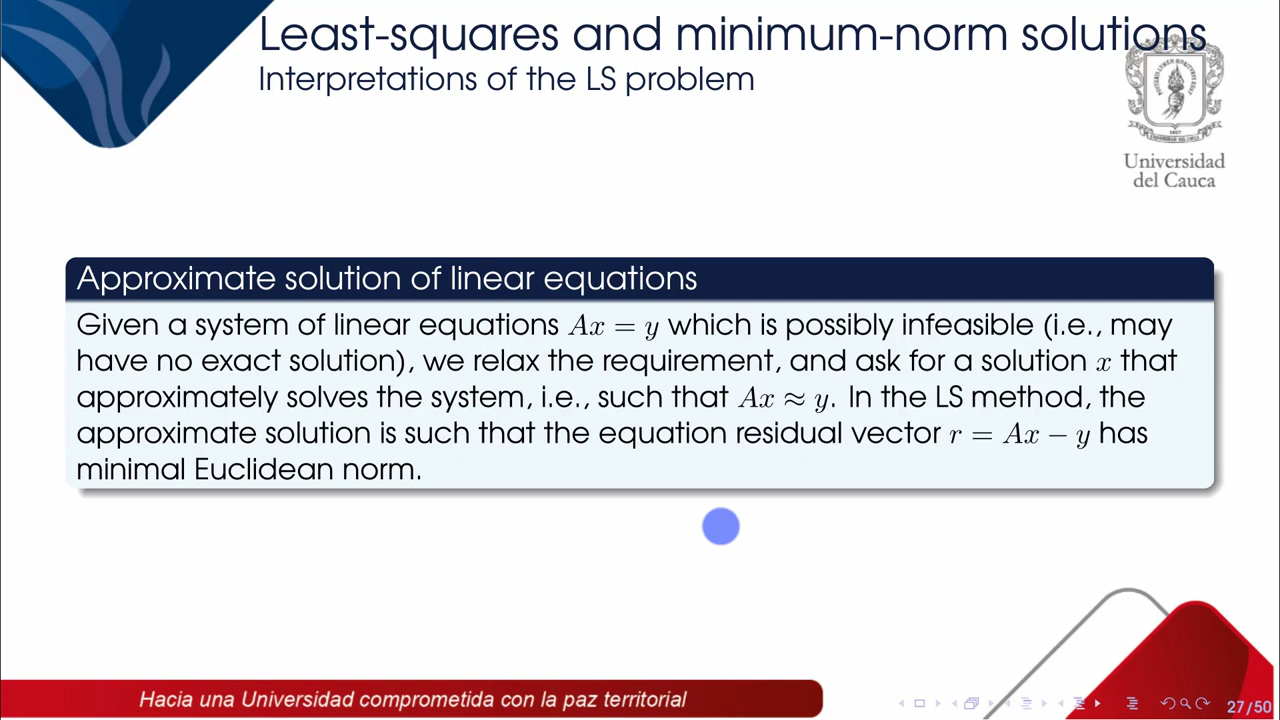 Least-squares and minimum-norm solutions
Interpretations of the LS problem
Universidad
del Cauca
Approximate solution of linear equations
Given a system of linear equations Ax = y which is possibly infeasible (i.e., may
have no exact solution), we relax the requirement, and ask for a solution x that
approximately solves the system, i.e., such that Ax ≈ y. In the LS method, the
approximate solution is such that the equation residual vector r = Ax − y has
minimal Euclidean norm.
Hacia una Universidad comprometida con la paz territorial
27/50